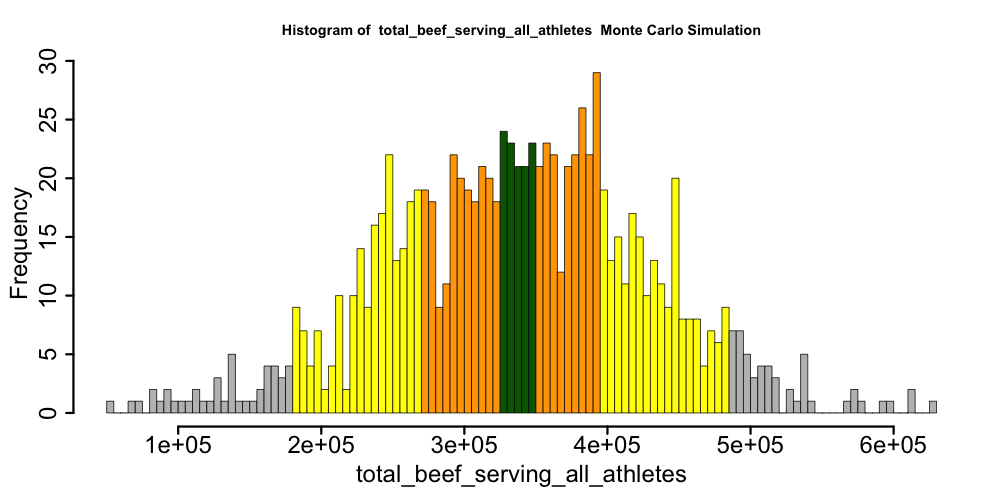 Histogram of  total_beef_serving_all_athletes  Monte Carlo Simulation
Frequency
30
25
20
15
10
5
0
1e+05 2e+05 3e+05 4e+05 5e+05 6e+05
total_beef_serving_all_athletes